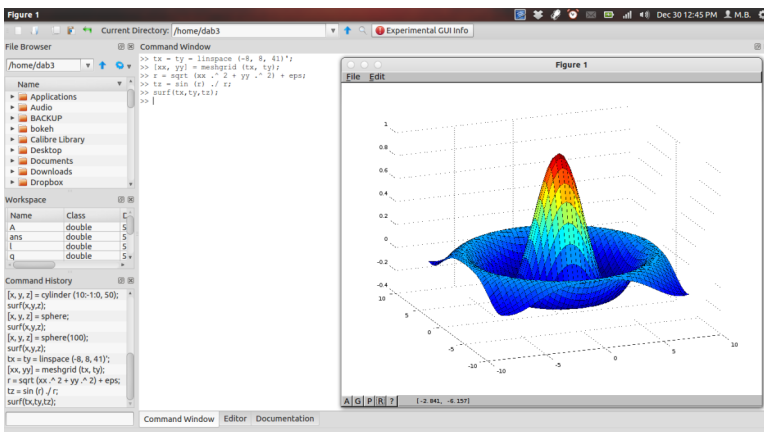 Figure 1
Dec 30 12:45 PM
M.B.
Current Directory: /home/dab3
Experimental GUI Info
File Browser
/home/dab3
Name
Applications
Audio
BACKUP
bokeh
Calibre Library
Desktop
Documents
Downloads
Dropbox
Workspace
Name Class D
A double 5
ans double 5
l double 5
q double 5
Command History
[x, y, z] = cylinder (10:-1:0, 50);
surf(x,y,z);
[x, y, z] = sphere;
surf(x,y,z);
[x, y, z] = sphere(100);
surf(x,y,z);
tx = ty = linspace (-8, 8, 41)';
[xx, yy] = meshgrid (tx, ty);
r = sqrt (xx .^ 2 + yy .^ 2) + eps;
tz = sin (r) ./ r;
surf(tx,ty,tz);
Command Window
>> tx = ty = linspace (-8, 8, 41)';
>> [xx, yy] = meshgrid (tx, ty);
>> r = sqrt (xx .^ 2 + yy .^ 2) + eps;
>> tz = sin (r) ./ r;
>> surf(tx,ty,tz);
>>
Command Window Editor Documentation
Figure 1
File Edit
1
0.8
0.6
0.4
0.2
0
-0.2
-0.4
10
5
0
-5
-10
-10
-5
0
5
10
A G P R ? [-2.841, -6.157]